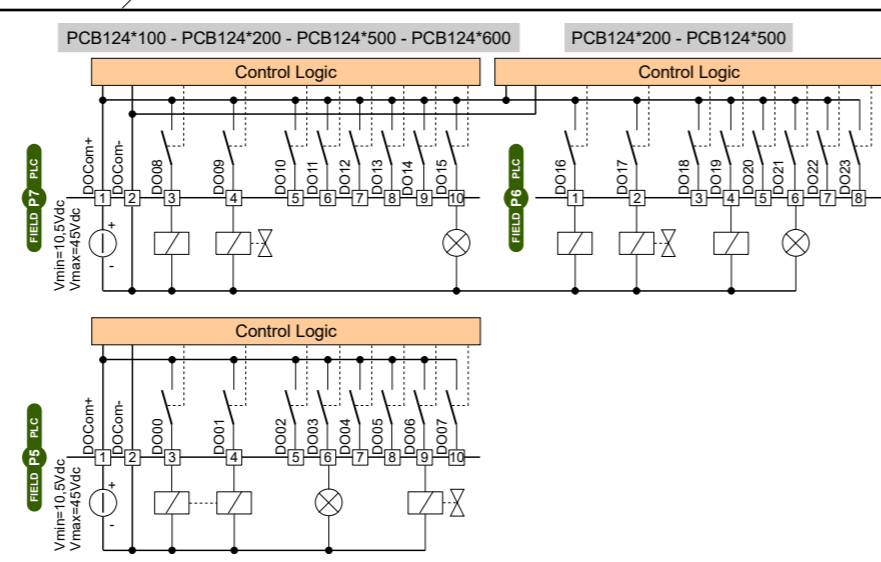 PCB124*100 - PCB124*200 - PCB124*500 - PCB124*600
PCB124*200 - PCB124*500
Control Logic
Control Logic
FIELD P7 PLC
DOCom+
DOCom-
DO08
DO09
DO10
DO11
DO12
DO13
DO14
DO15
1
2
3
4
5
6
7
8
9
10
Vmin=10,5Vdc
Vmax=45Vdc
+
-
FIELD P6 PLC
DO16
DO17
DO18
DO19
DO20
DO21
DO22
DO23
1
2
3
4
5
6
7
8
Control Logic
FIELD P5 PLC
DOCom+
DOCom-
DO00
DO01
DO02
DO03
DO04
DO05
DO06
DO07
1
2
3
4
5
6
7
8
9
10
Vmin=10,5Vdc
Vmax=45Vdc
+
-